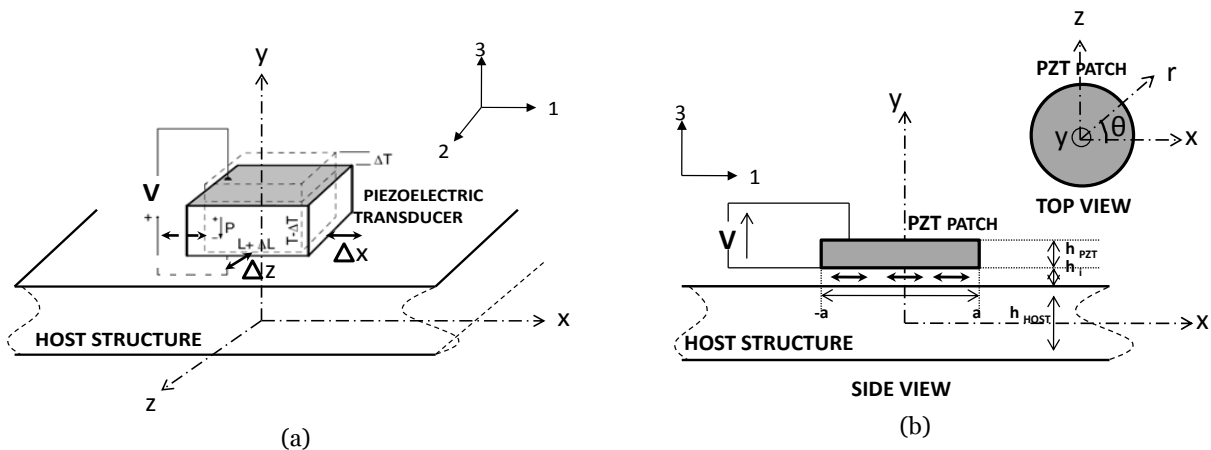 y
3
1
2
ΔT
V
+
+
-
P
T-ΔT
L+ ΔL
Δx
Δz
PIEZOELECTRIC
TRANSDUCER
HOST STRUCTURE
x
z
(a)
z
PZT PATCH
r
θ
y
x
TOP VIEW
3
1
y
PZT PATCH
V
h PZT
h i
-a
a
h HOST
x
HOST STRUCTURE
SIDE VIEW
(b)